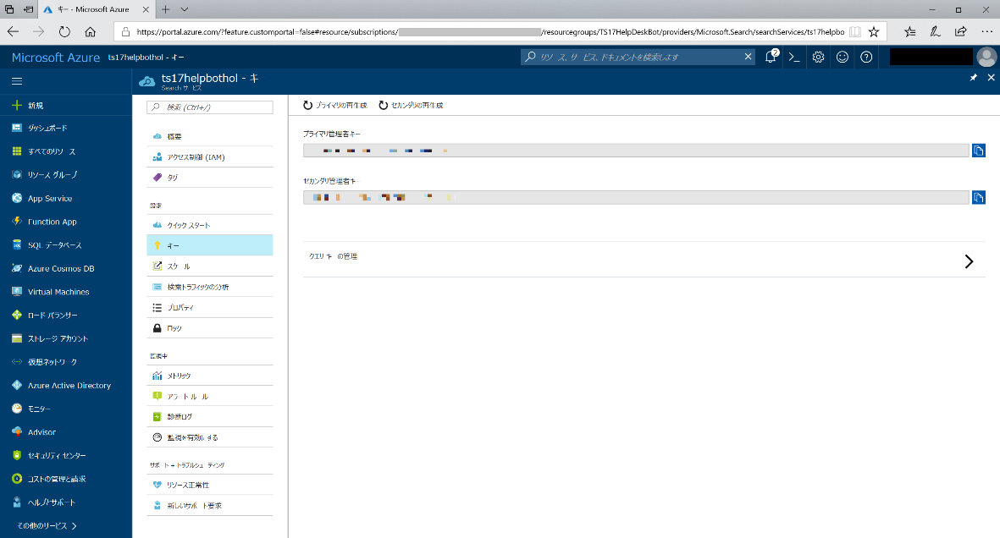 キー - Microsoft Azure
https://portal.azure.com/?feature.customportal=false#resource/subscriptions/ /resourcegroups/TS17HelpDeskBot/providers/Microsoft.Search/searchServices/ts17helpbo
Microsoft Azure ts17helpbothol - キー
リソース、サービス、ドキュメントを検索します
2
ts17helpbothol - キー
Search サービス
新規
ダッシュボード
すべてのリソース
リソース グループ
App Service
Function App
SQL データベース
Azure Cosmos DB
Virtual Machines
ロード バランサー
ストレージ アカウント
仮想ネットワーク
Azure Active Directory
モニター
Advisor
セキュリティ センター
コストの管理と請求
ヘルプとサポート
その他のサービス
検索 (Ctrl+/)
概要
アクセス制御 (IAM)
タグ
設定
クイック スタート
キー
スケール
検索トラフィックの分析
プロパティ
ロック
監視中
メトリック
アラート ルール
診断ログ
監視を有効にする
サポート + トラブルシューティング
リソース正常性
新しいサポート要求
プライマリの再生成 セカンダリの再生成
プライマリ管理者キー
セカンダリ管理者キー
クエリ キーの管理